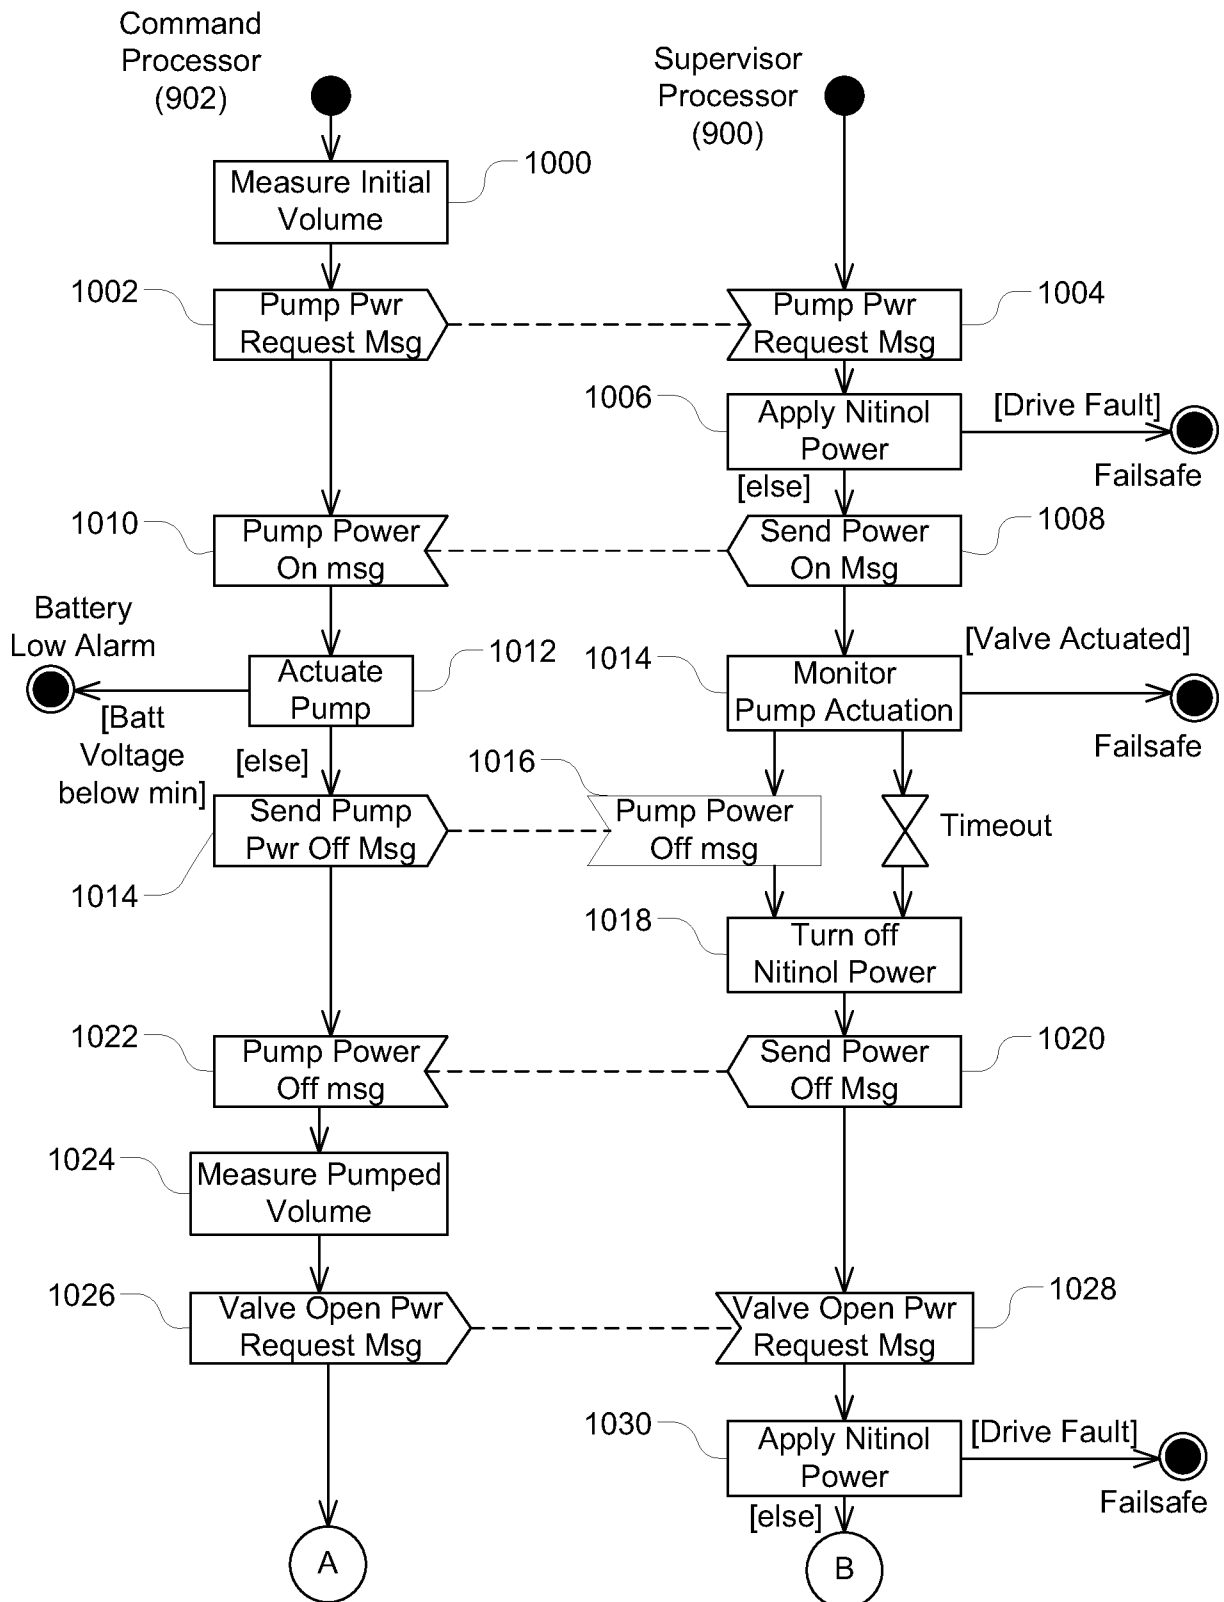 Command
Processor
(902)
Supervisor
Processor
(900)
Measure Initial
Volume
1000
1002
Pump Pwr
Request Msg
Pump Pwr
Request Msg
1004
1006
Apply Nitinol
Power
[Drive Fault]
Failsafe
[else]
1010
Pump Power
On msg
Send Power
On Msg
1008
Battery
Low Alarm
Actuate
Pump
1012
[Batt
Voltage
below min]
[else]
1014
Monitor
Pump Actuation
[Valve Actuated]
Failsafe
1016
Send Pump
Pwr Off Msg
1014
Pump Power
Off msg
Timeout
1018
Turn off
Nitinol Power
1022
Pump Power
Off msg
Send Power
Off Msg
1020
1024
Measure Pumped
Volume
1026
Valve Open Pwr
Request Msg
Valve Open Pwr
Request Msg
1028
1030
Apply Nitinol
Power
[Drive Fault]
Failsafe
[else]
A
B